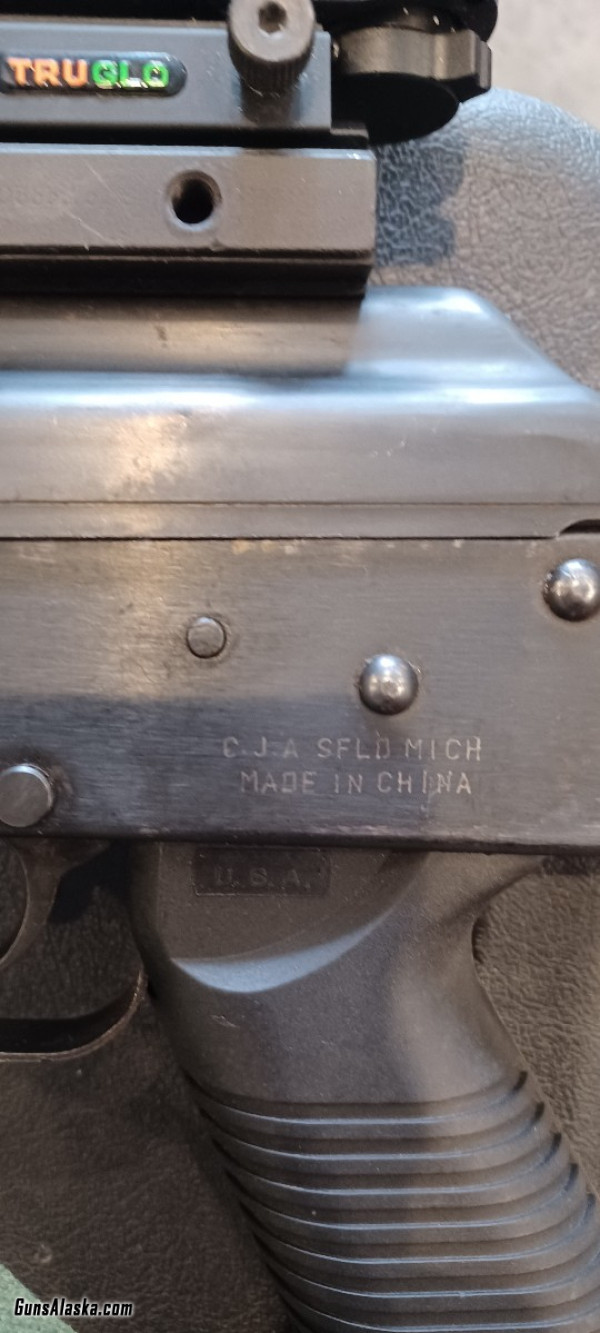 TRUGLO
C.J.A SFLD MICH
MADE IN CHINA
U.S.A.
GunsAlaska.com